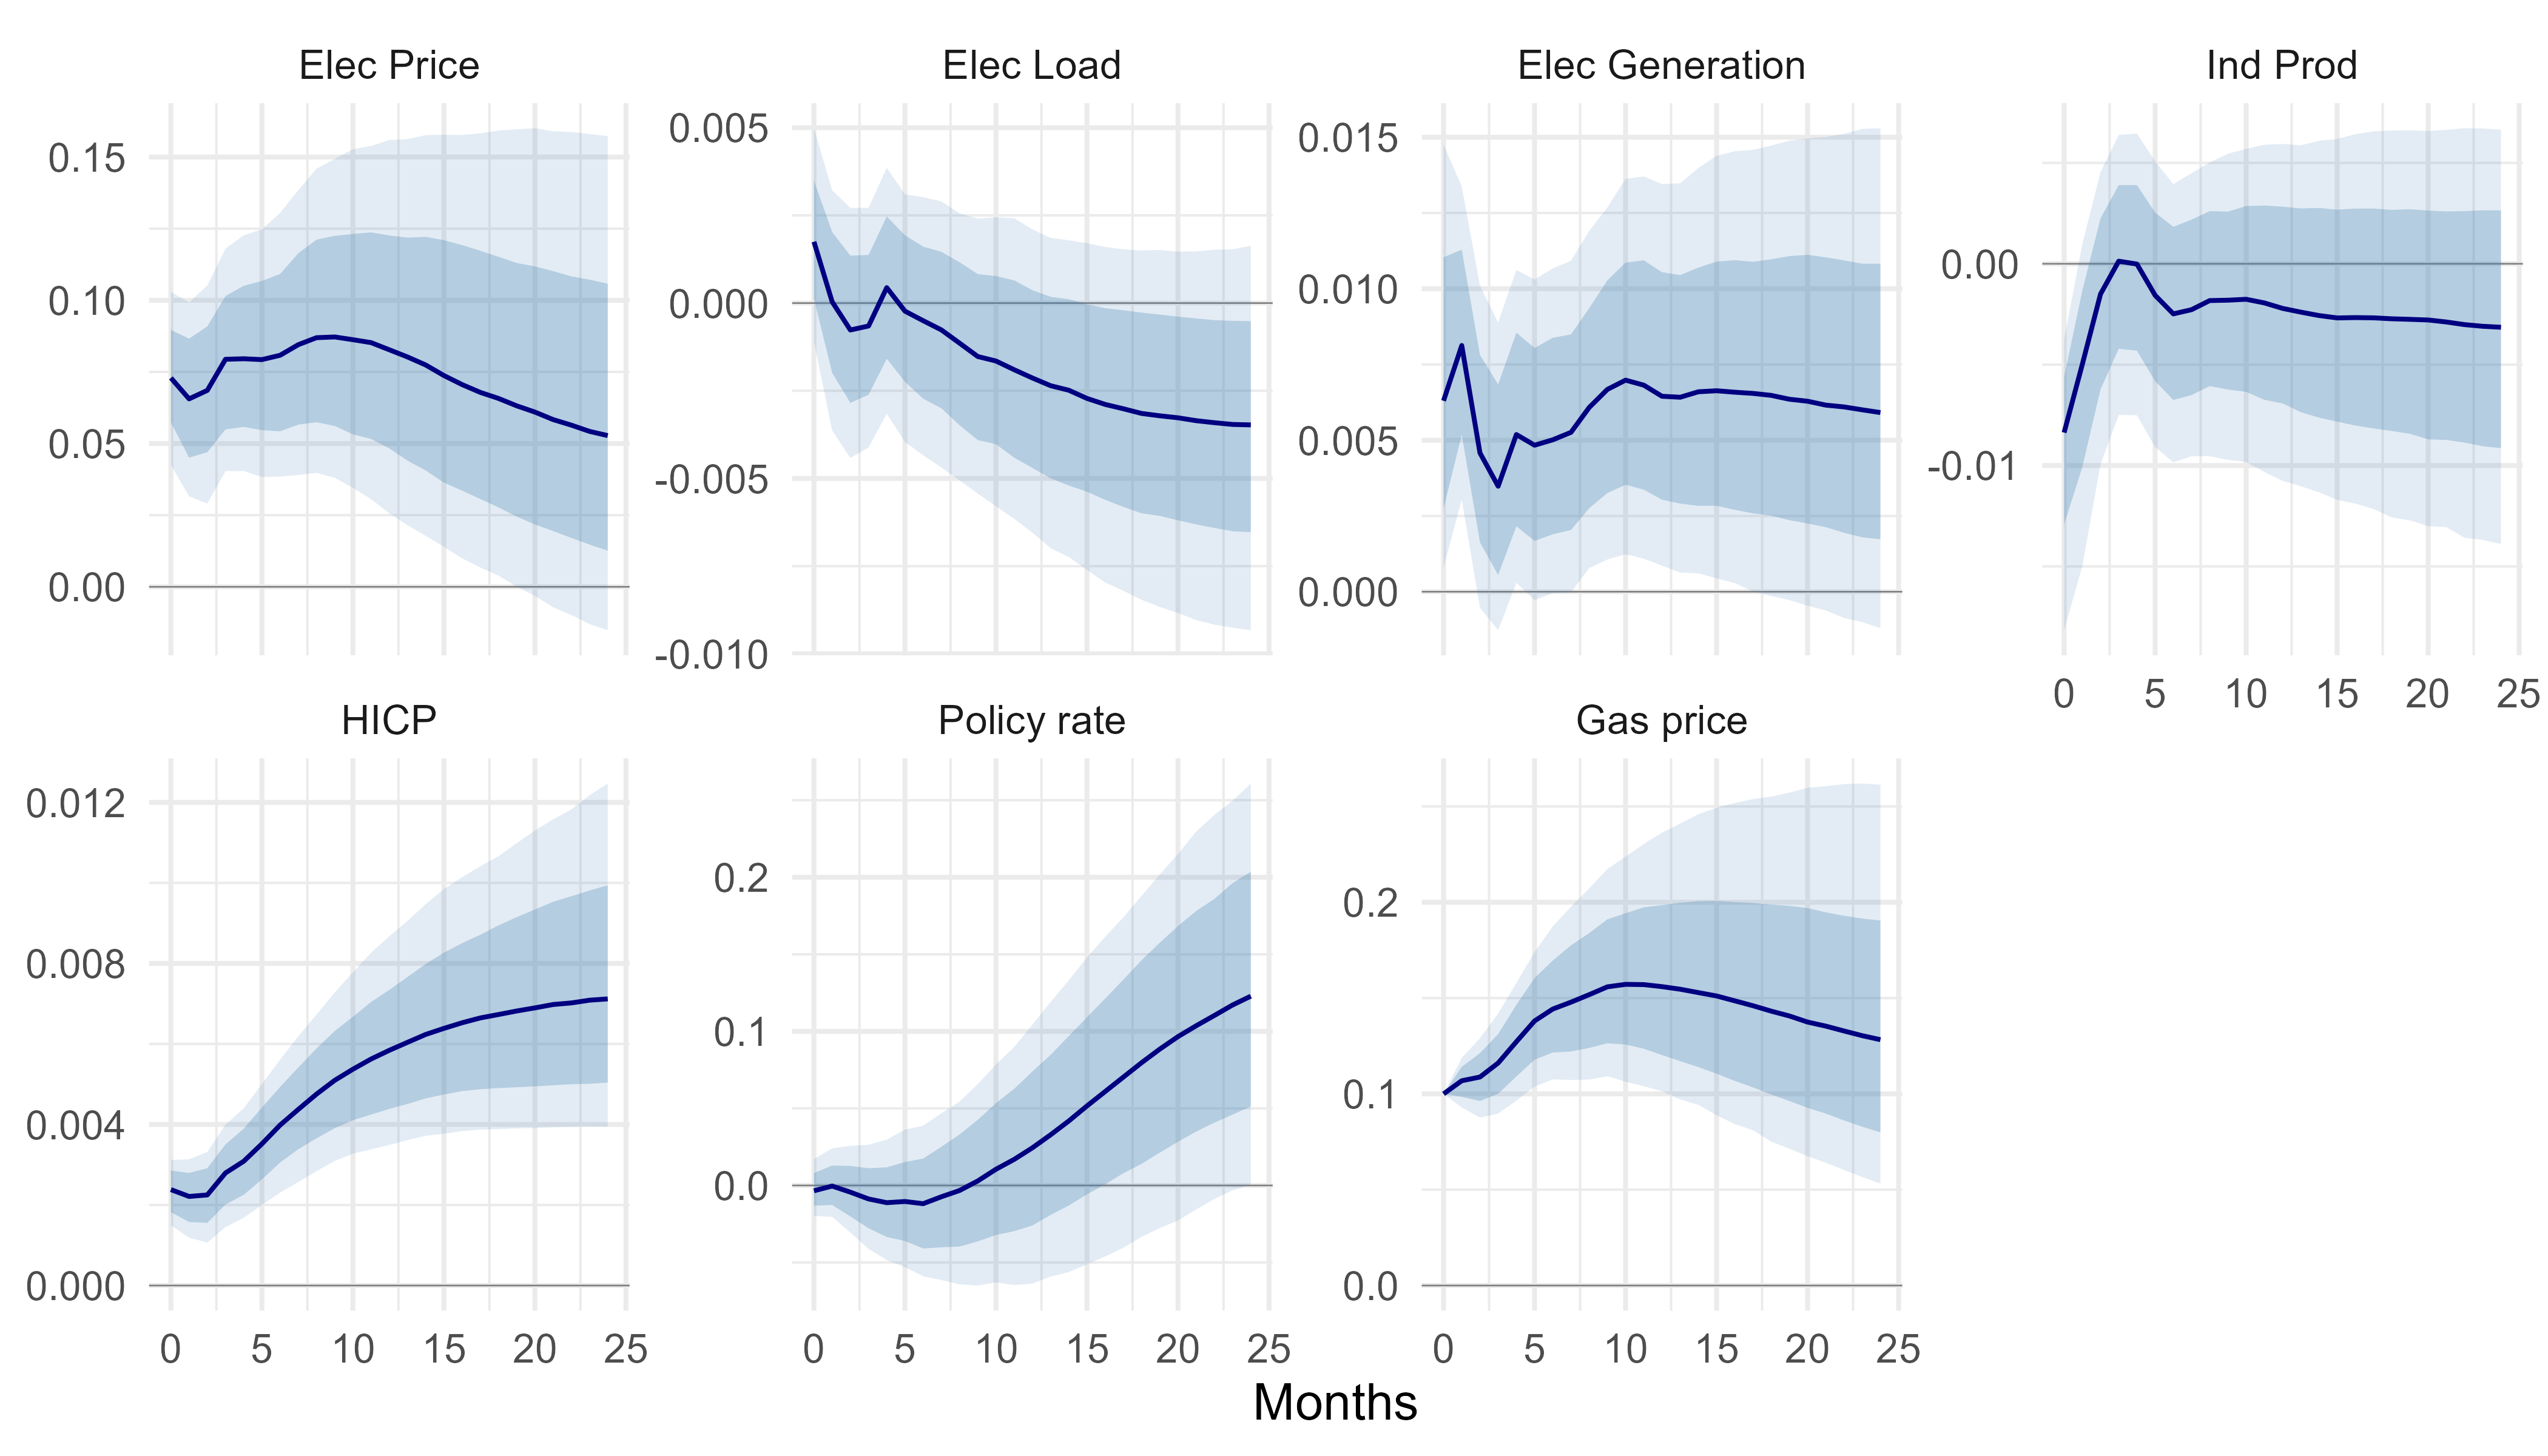 Elec Price
Elec Load
Elec Generation
Ind Prod
0.15
0.10
0.05
0.00
0.005
0.000
-0.005
-0.010
0.015
0.010
0.005
0.000
0.00
-0.01
0 5 10 15 20 25
HICP
Policy rate
Gas price
0.012
0.008
0.004
0.000
0.2
0.1
0.0
0.2
0.1
0.0
0 5 10 15 20 25
0 5 10 15 20 25
0 5 10 15 20 25
Months